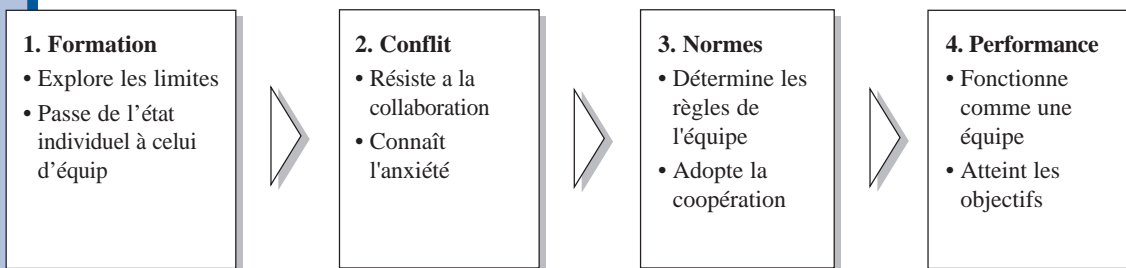 1. Formation
• Explore les limites
• Passe de l’état
individuel à celui
d’équip
2. Conflit
• Résiste a la
collaboration
• Connaît
l'anxiété
3. Normes
• Détermine les
règles de
l'équipe
• Adopte la
coopération
4. Performance
• Fonctionne
comme une
équipe
• Atteint les
objectifs